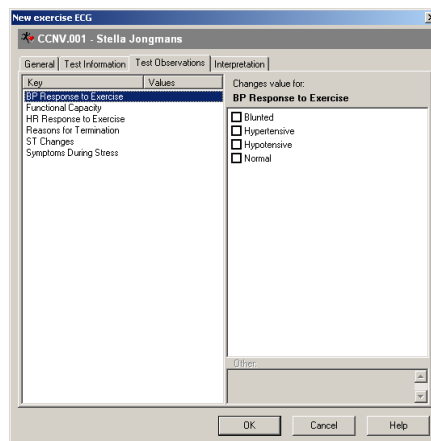 New exercise ECG
CCNV.001 - Stella Jongmans
General Test Information Test Observations Interpretation
Key Values
BP Response to Exercise
Functional Capacity
HR Response to Exercise
Reasons for Termination
ST Changes
Symptoms During Stress
Changes value for:
BP Response to Exercise
Blunted
Hypertensive
Hypotensive
Normal
Other:
OK Cancel Help